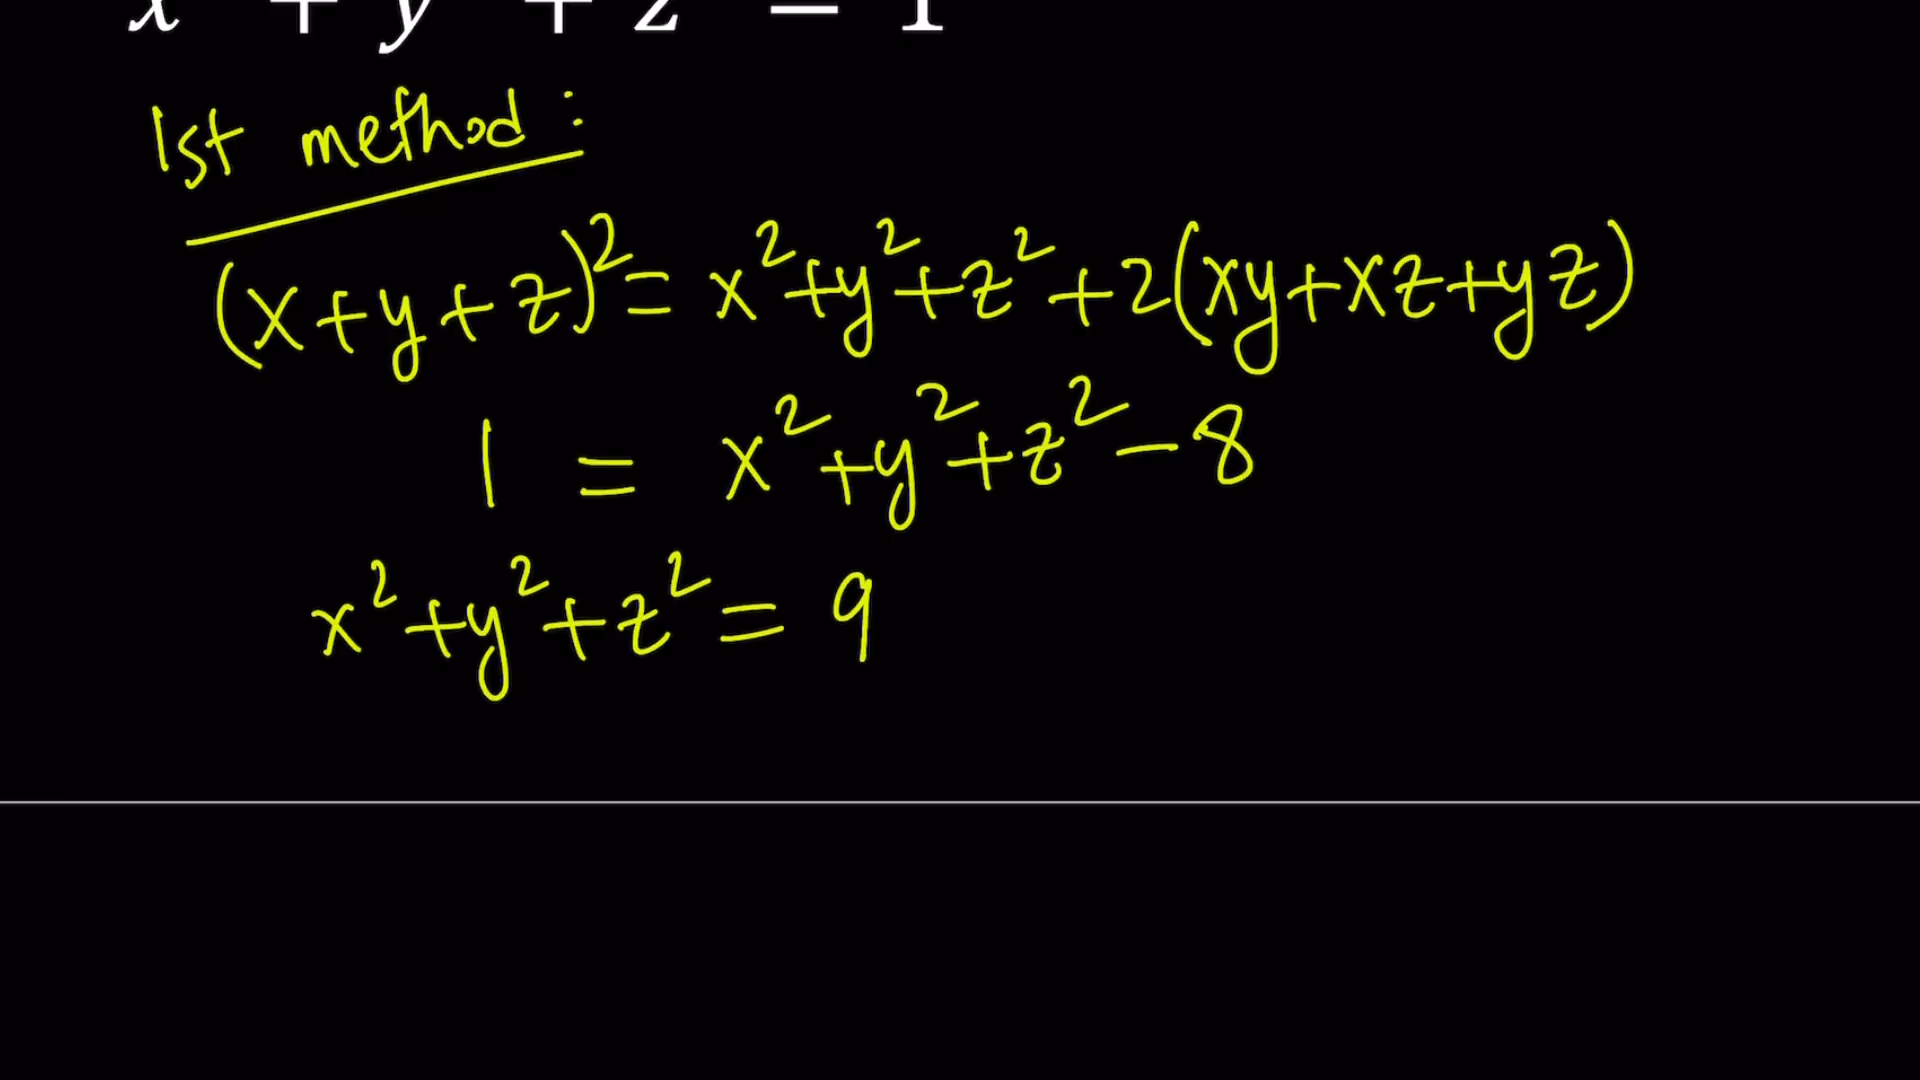 x + y + z = 1
1st method :
(x+y+z)² = x²+y²+z²+2(xy+xz+yz)
1 = x²+y²+z²-8
x²+y²+z² = 9